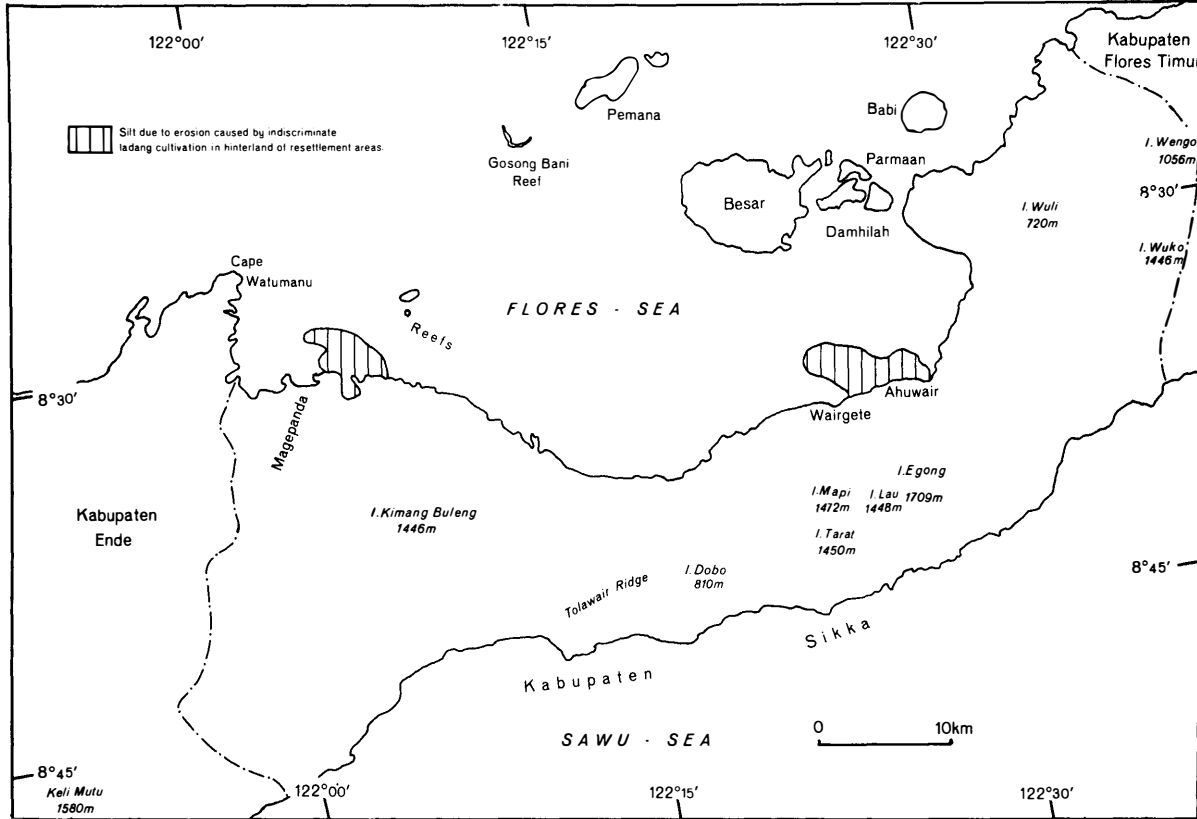 122°00'
122°15'
122°30'
Kabupaten
Flores Timur
Pemana
Babi
Silt due to erosion caused by indiscriminate
ladang cultivation in hinterland of resettlement areas
Gosong Bani
Reef
Parmaan
I. Wengo
1056m
8°30'
Besar
Damhilah
I. Wuli
720m
I. Wuko
1446m
Cape
Watumanu
FLORES - SEA
Reefs
8°30'
Magepanda
Ahuwair
Wairgete
I. Egong
1709m
I. Mapi
1472m
I. Lau
1448m
I. Tarat
1450m
I. Kimang Buleng
1446m
Kabupaten
Ende
I. Dobo
810m
Tolawair Ridge
8°45'
Kabupaten Sikka
SAWU - SEA
0 10km
8°45'
Keli Mutu
1580m
122°00'
122°15'
122°30'